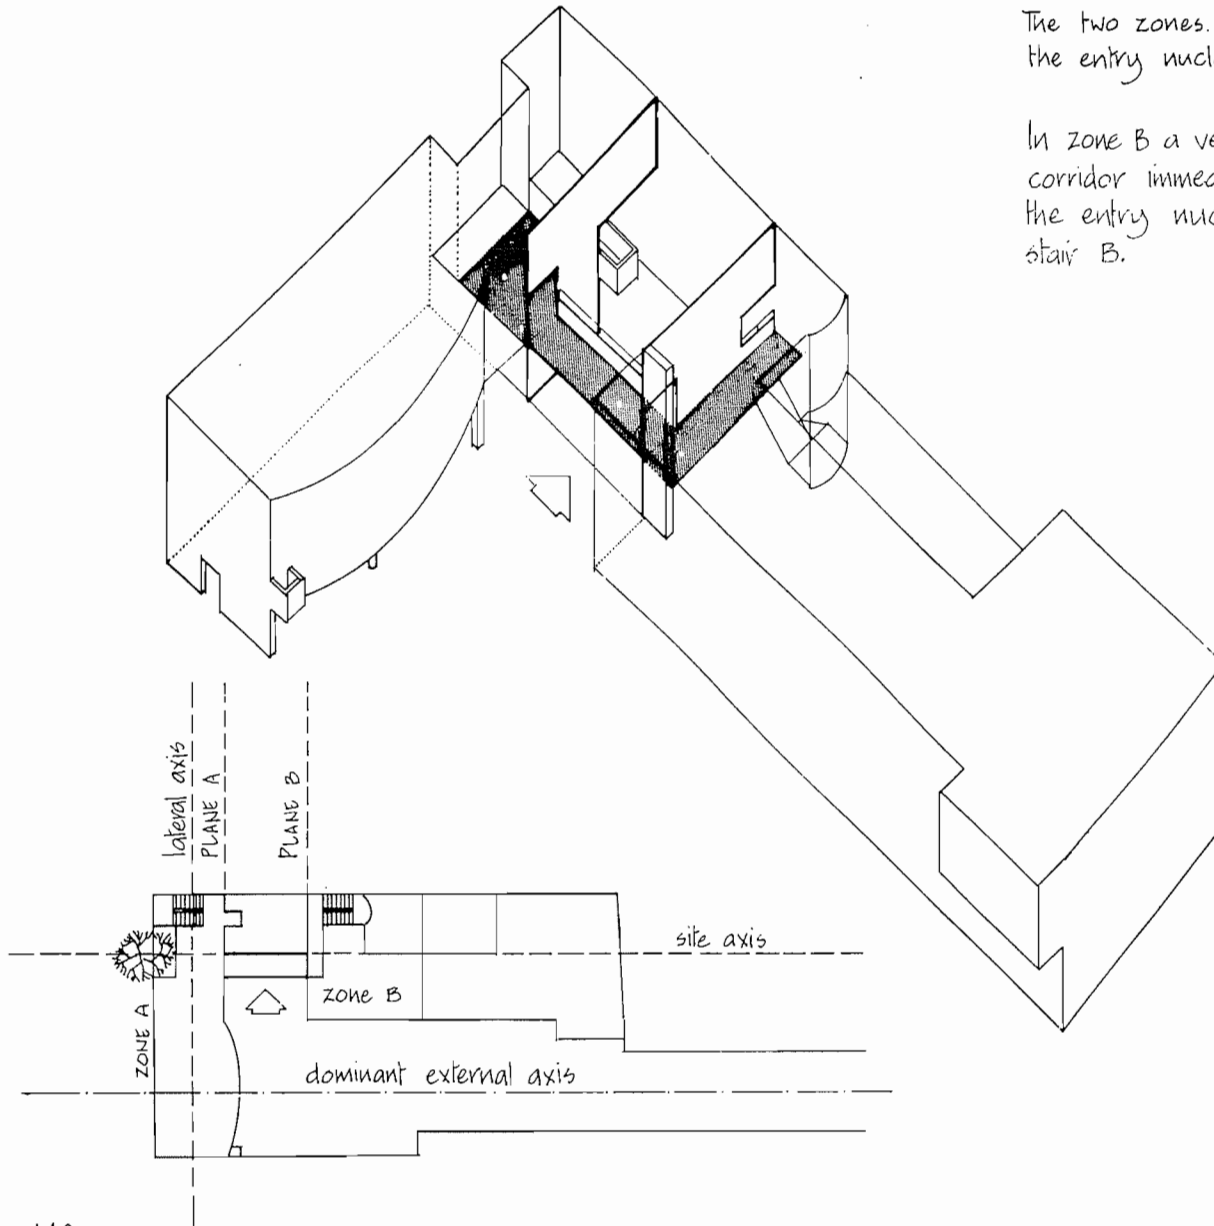 The two zones.
the entry nucl
In zone B a ve
corridor immed
the entry nuc
stair B.
lateral axis
PLANE A
PLANE B
site axis
zone B
ZONE A
dominant external axis